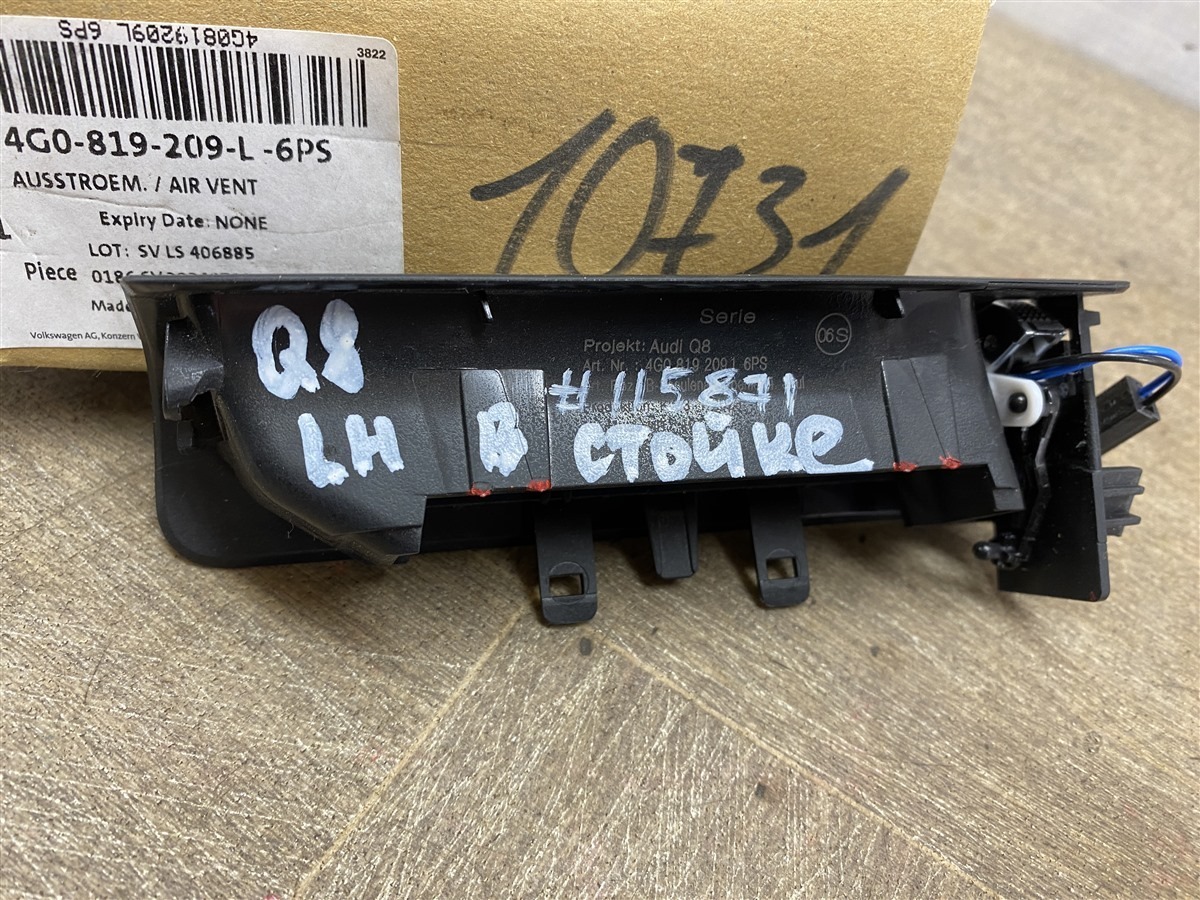 4G0819209L 6PS
3822
4G0-819-209-L -6PS
AUSSTROEM. / AIR VENT
Expiry Date: NONE
LOT: SV LS 406885
Piece 0186
Made
Volkswagen AG, Konzern
10731
Serie
06S
Projekt: Audi Q8
Art. Nr. : 4G0 819 209 L 6PS
Q8
#115871
LH В СТОЙКЕ